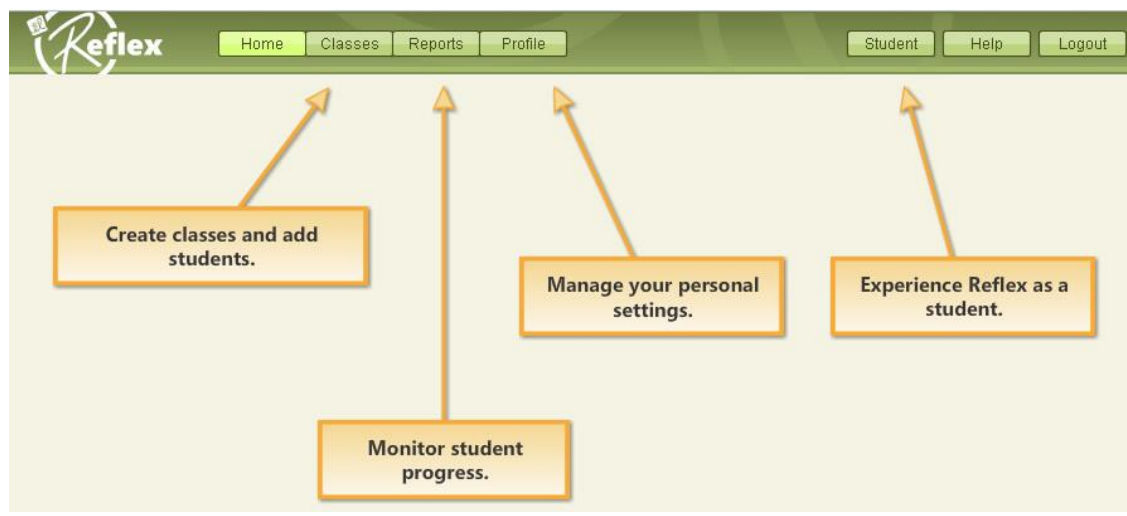 Reflex
Home Classes Reports Profile Student Help Logout
Create classes and add
students.
Manage your personal
settings.
Experience Reflex as a
student.
Monitor student
progress.